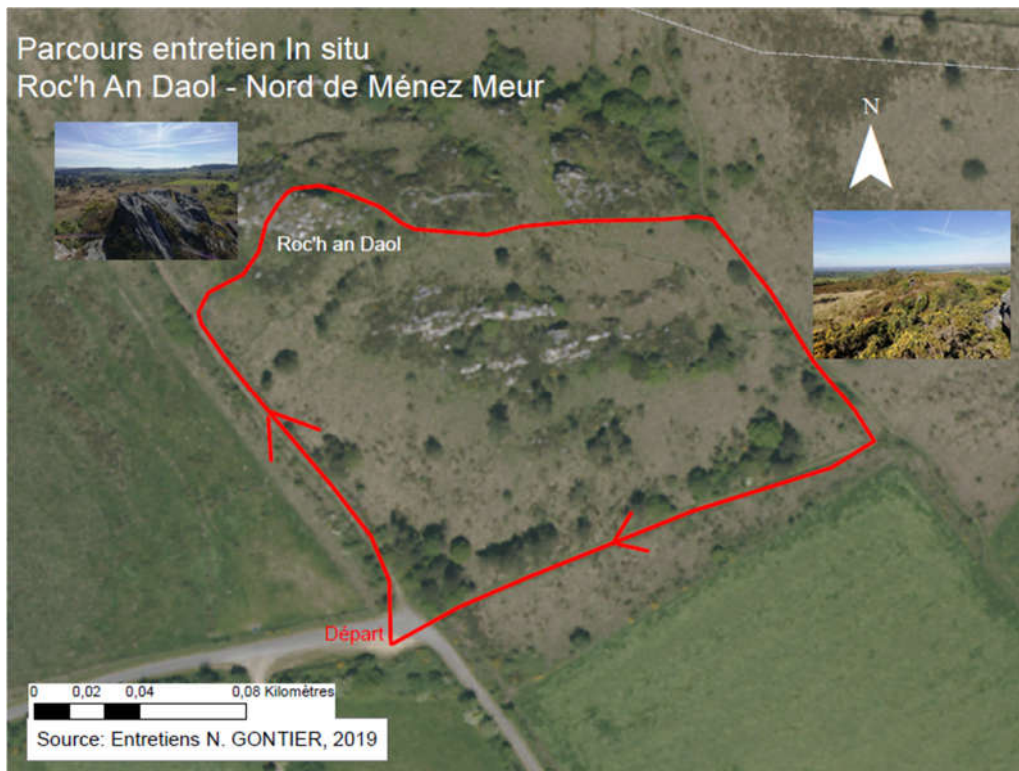 Parcours entretien In situ
Roc'h An Daol - Nord de Ménez Meur
N
Roc'h an Daol
Départ
0 0,02 0,04 0,08 Kilomètres
Source: Entretiens N. GONTIER, 2019